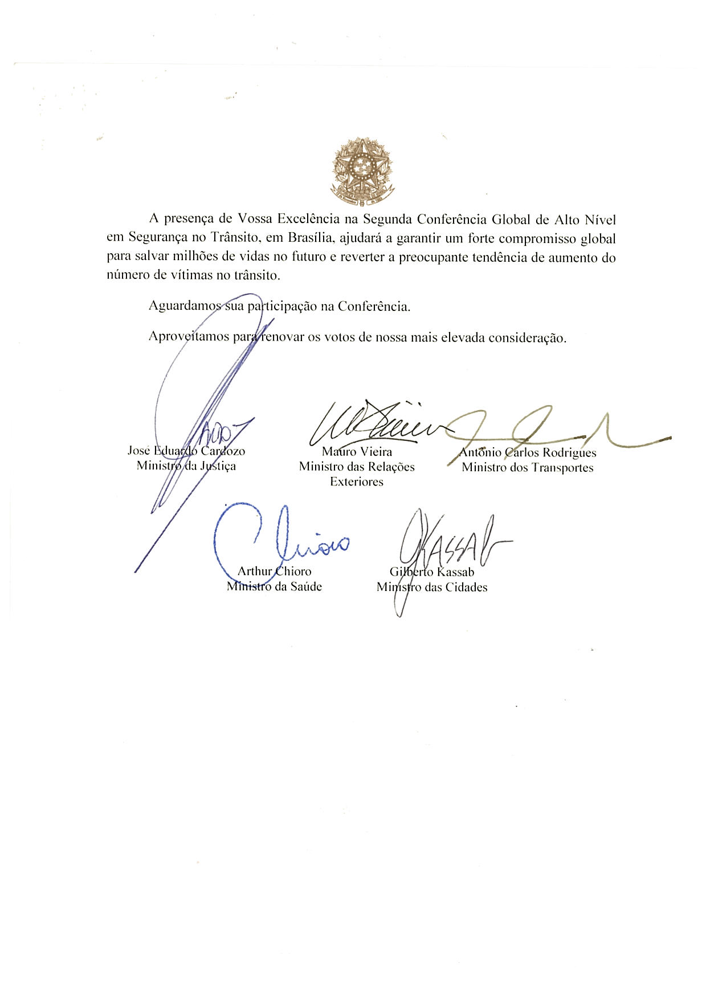 A presença de Vossa Excelência na Segunda Conferência Global de Alto Nível
em Segurança no Trânsito, em Brasília, ajudará a garantir um forte compromisso global
para salvar milhões de vidas no futuro e reverter a preocupante tendência de aumento do
número de vítimas no trânsito.
Aguardamos sua participação na Conferência.
Aproveitamos para renovar os votos de nossa mais elevada consideração.
José Eduardo Cardozo
Ministro da Justiça
Mauro Vieira
Ministro das Relações
Exteriores
Antônio Carlos Rodrigues
Ministro dos Transportes
Chioro
Arthur Chioro
Ministro da Saúde
GKASSAB
Gilberto Kassab
Ministro das Cidades